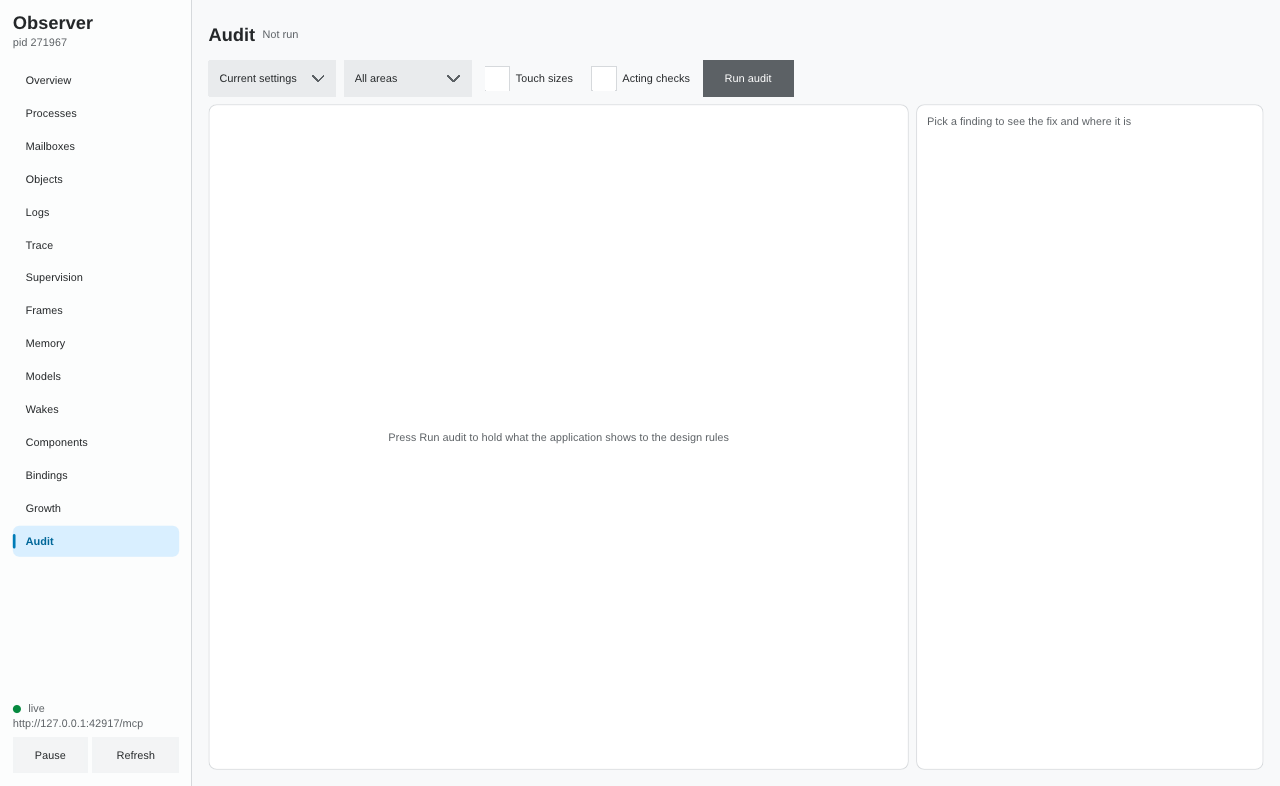 Observer
pid 271967
Overview
Processes
Mailboxes
Objects
Logs
Trace
Supervision
Frames
Memory
Models
Wakes
Components
Bindings
Growth
Audit
live
http://127.0.0.1:42917/mcp
Pause Refresh
Audit Not run
Current settings All areas Touch sizes Acting checks Run audit
Press Run audit to hold what the application shows to the design rules
Pick a finding to see the fix and where it is